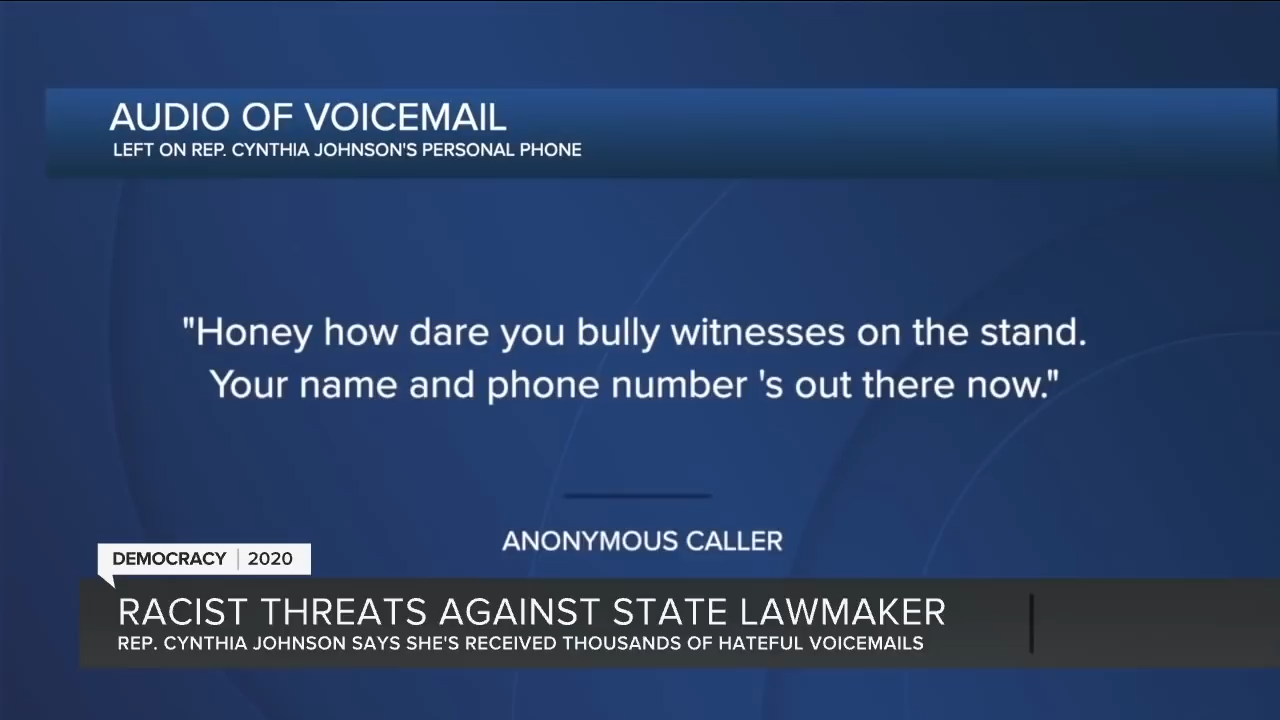 AUDIO OF VOICEMAIL
LEFT ON REP. CYNTHIA JOHNSON'S PERSONAL PHONE
"Honey how dare you bully witnesses on the stand.
Your name and phone number 's out there now."
ANONYMOUS CALLER
DEMOCRACY | 2020
RACIST THREATS AGAINST STATE LAWMAKER
REP. CYNTHIA JOHNSON SAYS SHE'S RECEIVED THOUSANDS OF HATEFUL VOICEMAILS